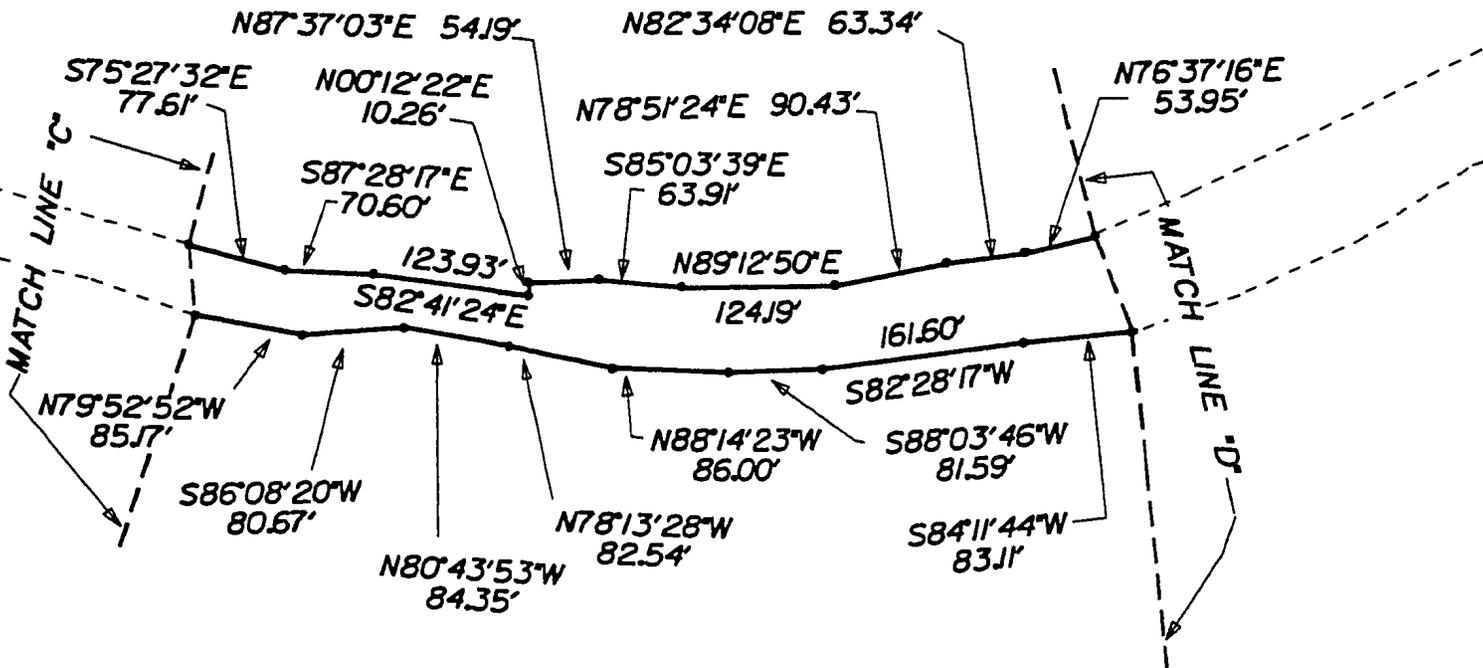 N87°37'03"E 54.19'
N82°34'08"E 63.34'
S75°27'32"E
77.61'
N00°12'22"E
10.26'
N78°51'24"E 90.43'
N76°37'16"E
53.95'
MATCH LINE "C"
S87°28'17"E
70.60'
S85°03'39"E
63.91'
123.93'
S82°41'24"E
N89°12'50"E
124.19'
161.60'
S82°28'17"W
MATCH LINE "D"
N79°52'52"W
85.17'
S86°08'20"W
80.67'
N80°43'53"W
84.35'
N78°13'28"W
82.54'
N88°14'23"W
86.00'
S88°03'46"W
81.59'
S84°11'44"W
83.11'